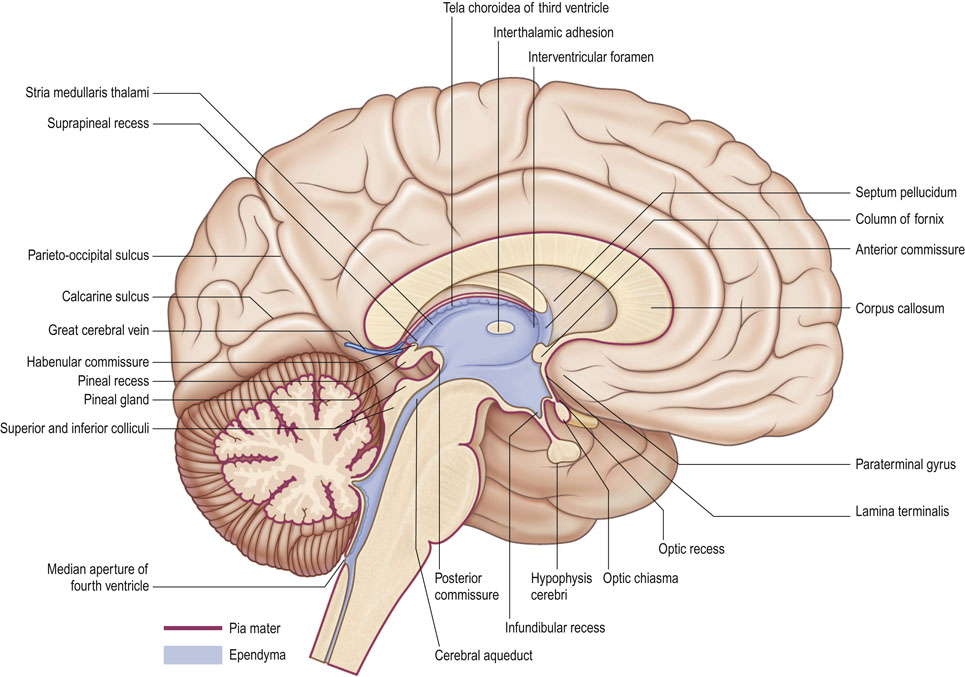 Tela choroidea of third ventricle
Interthalamic adhesion
Interventricular foramen
Stria medullaris thalami
Suprapineal recess
Septum pellucidum
Column of fornix
Anterior commissure
Parieto-occipital sulcus
Calcarine sulcus
Corpus callosum
Great cerebral vein
Habenular commissure
Pineal recess
Pineal gland
Superior and inferior colliculi
Paraterminal gyrus
Lamina terminalis
Optic recess
Median aperture of
fourth ventricle
Posterior
commissure
Hypophysis
cerebri
Optic chiasma
Infundibular recess
Cerebral aqueduct
Pia mater
Ependyma